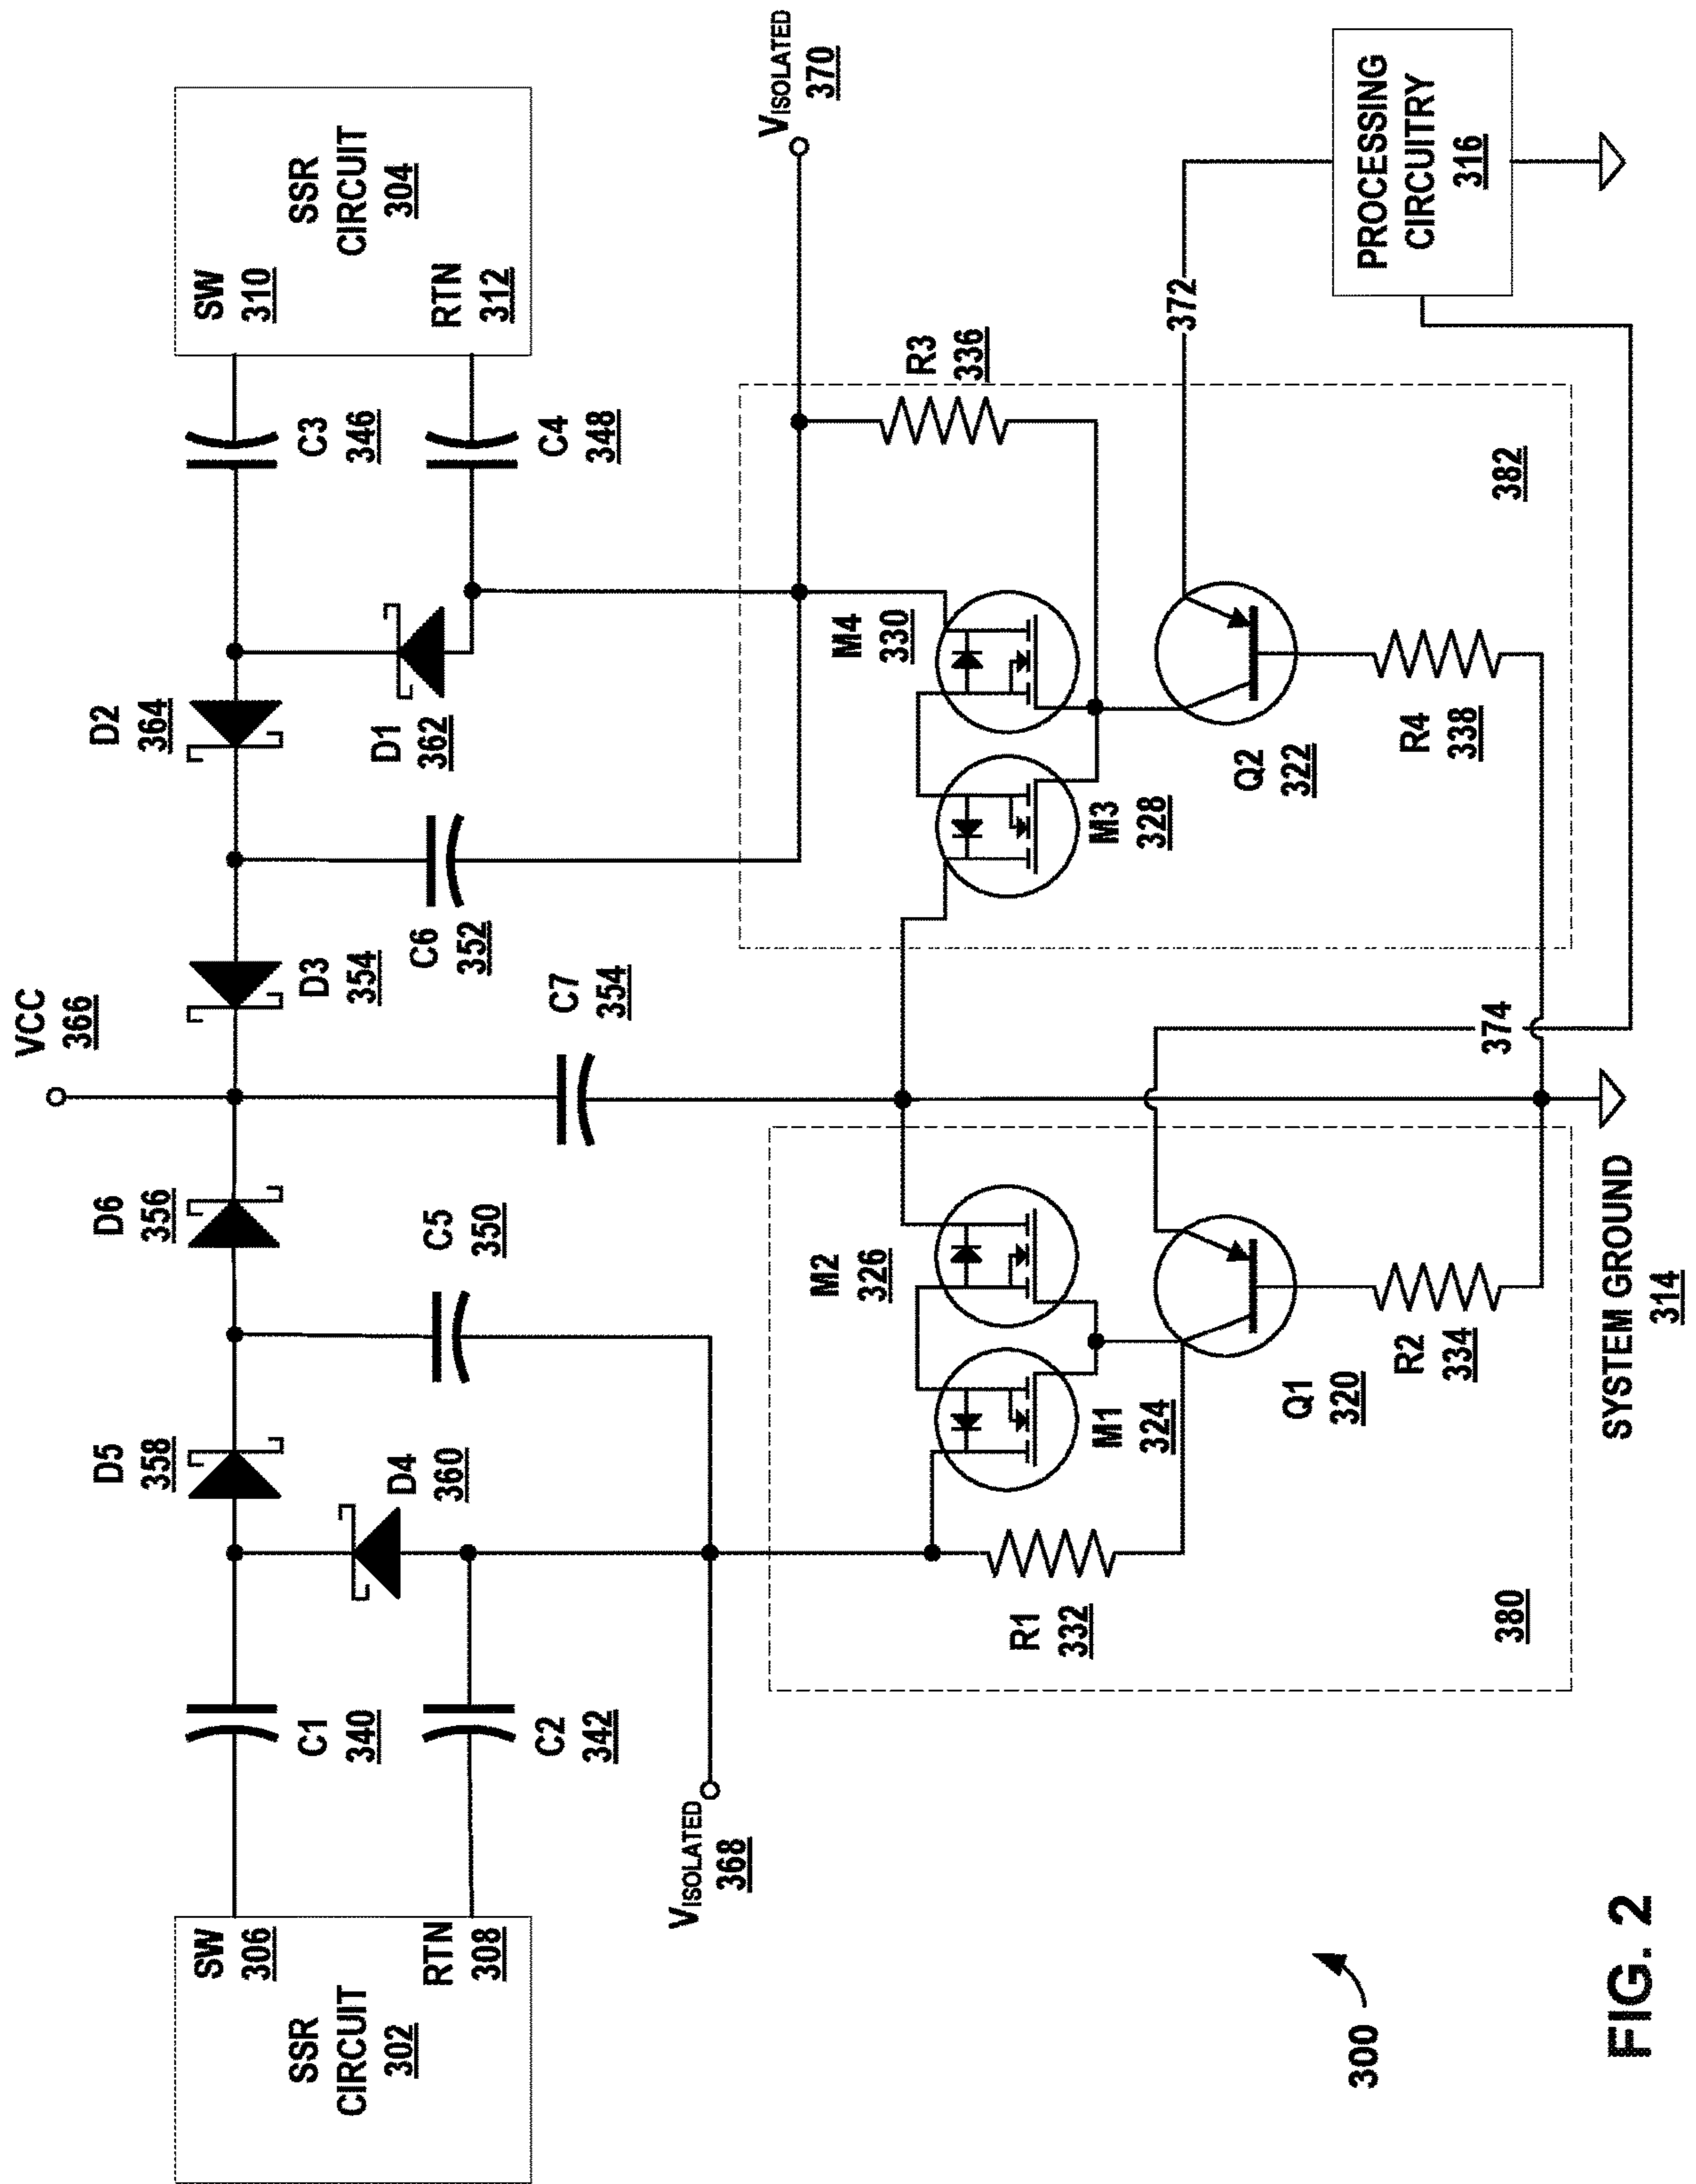 VCC
366
SSR
CIRCUIT
302
SW
306
RTN
308
C1
340
C2
342
D5
358
D4
360
D6
356
C5
350
C7
354
D3
354
C6
352
D2
364
D1
362
C3
346
C4
348
SW
310
RTN
312
SSR
CIRCUIT
304
VISOLATED
368
VISOLATED
370
R1
332
M1
324
M2
326
Q1
320
R2
334
380
M3
328
M4
330
R3
336
Q2
322
R4
338
382
372
374
PROCESSING
CIRCUITRY
316
SYSTEM GROUND
314
300
FIG. 2